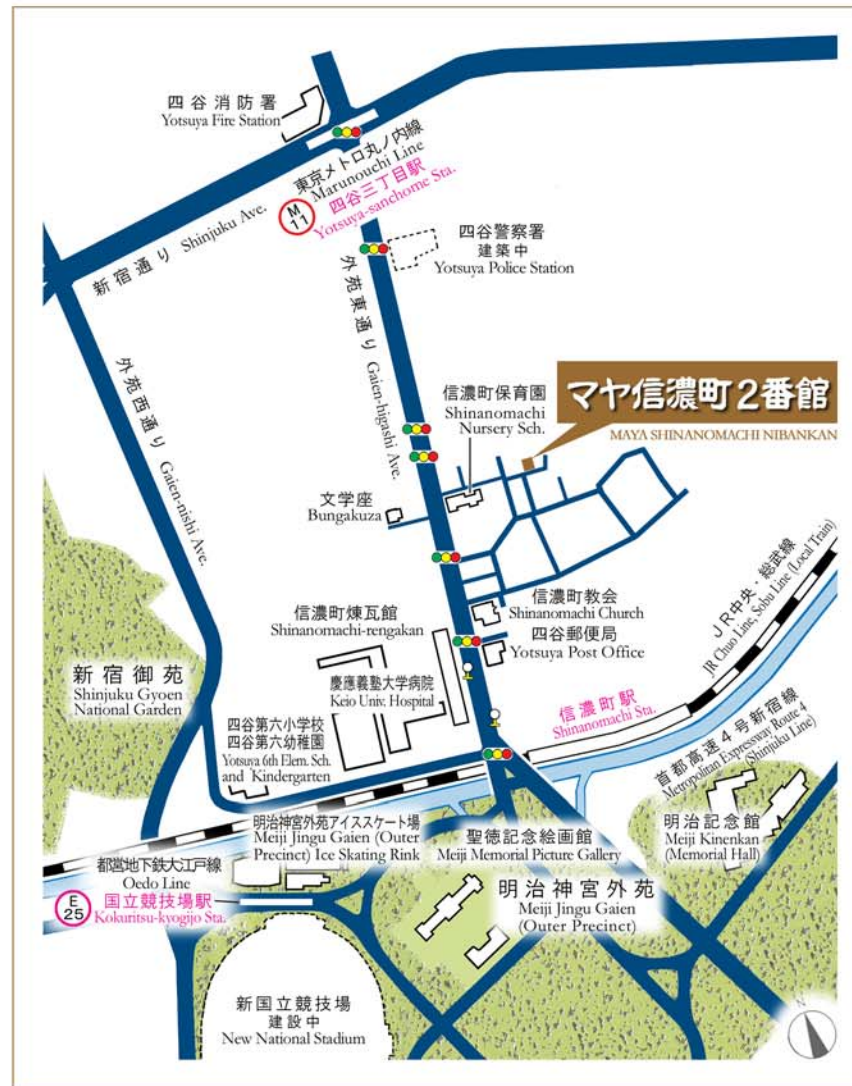 四谷消防署
Yotsuya Fire Station
東京メトロ丸ノ内線
Marunouchi Line
M
11
四谷三丁目駅
Yotsuya-sanchome Sta.
新宿通り Shinjuku Ave.
四谷警察署
建築中
Yotsuya Police Station
外苑東通り Gaien-higashi Ave.
外苑西通り Gaien-nishi Ave.
信濃町保育園
Shinanomachi
Nursery Sch.
マヤ信濃町2番館
MAYA SHINANOMACHI NIBANKAN
文学座
Bungakuza
信濃町教会
Shinanomachi Church
四谷郵便局
Yotsuya Post Office
信濃町煉瓦館
Shinanomachi-rengakan
慶應義塾大学病院
Keio Univ. Hospital
JR中央・総武線
JR Chuo Line, Sobu Line (Local Train)
新宿御苑
Shinjuku Gyoen
National Garden
信濃町駅
Shinanomachi Sta.
四谷第六小学校
四谷第六幼稚園
Yotsuya 6th Elem. Sch.
and Kindergarten
首都高速4号新宿線
Metropolitan Expressway Route 4
(Shinjuku Line)
明治神宮外苑アイススケート場
Meiji Jingu Gaien (Outer
Precinct) Ice Skating Rink
聖徳記念絵画館
Meiji Memorial Picture Gallery
明治記念館
Meiji Kinenkan
(Memorial Hall)
都営地下鉄大江戸線
Oedo Line
E
25
国立競技場駅
Kokuritsu-kyogijo Sta.
明治神宮外苑
Meiji Jingu Gaien
(Outer Precinct)
新国立競技場
建設中
New National Stadium
N